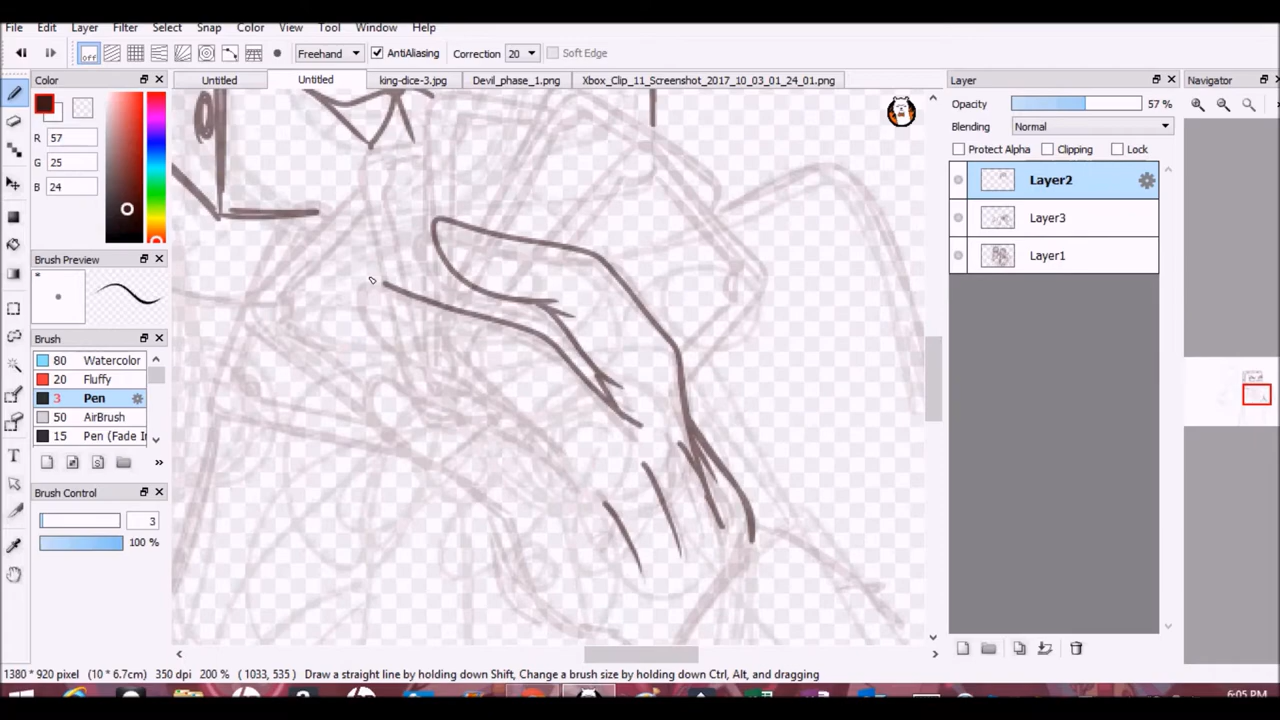 File Edit Layer Filter Select Snap Color View Tool Window Help
off Freehand AntiAliasing Correction 20 Soft Edge
Color Untitled Untitled king-dice-3.jpg Devil_phase_1.png Xbox_Clip_11_Screenshot_2017_10_03_01_24_01.png Layer Navigator
R 57
G 25
B 24
Opacity 57 %
Blending Normal
Protect Alpha Clipping Lock
Layer2
Layer3
Layer1
Brush Preview
*
Brush
80 Watercolor
20 Fluffy
3 Pen
50 AirBrush
15 Pen (Fade In
Brush Control
3
100 %
T
1380 * 920 pixel (10 * 6.7cm) 350 dpi 200 % ( 1033, 535 ) Draw a straight line by holding down Shift, Change a brush size by holding down Ctrl, Alt, and dragging
6:05 PM